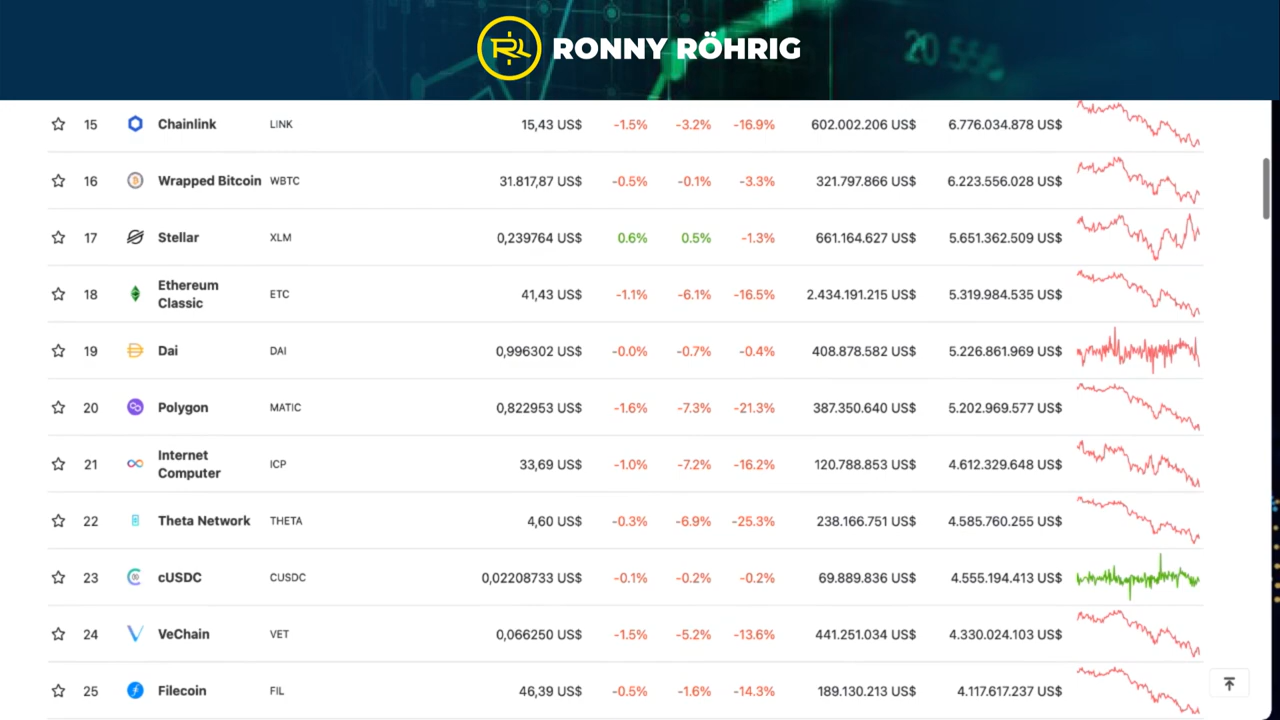 RONNY RÖHRIG
15 Chainlink LINK 15,43 US$ -1.5% -3.2% -16.9% 602.002.206 US$ 6.776.034.878 US$
16 Wrapped Bitcoin WBTC 31.817,87 US$ -0.5% -0.1% -3.3% 321.797.866 US$ 6.223.556.028 US$
17 Stellar XLM 0,239764 US$ 0.6% 0.5% -1.3% 661.164.627 US$ 5.651.362.509 US$
18 Ethereum Classic ETC 41,43 US$ -1.1% -6.1% -16.5% 2.434.191.215 US$ 5.319.984.535 US$
19 Dai DAI 0,996302 US$ -0.0% -0.7% -0.4% 408.878.582 US$ 5.226.861.969 US$
20 Polygon MATIC 0,822953 US$ -1.6% -7.3% -21.3% 387.350.640 US$ 5.202.969.577 US$
21 Internet Computer ICP 33,69 US$ -1.0% -7.2% -16.2% 120.788.853 US$ 4.612.329.648 US$
22 Theta Network THETA 4,60 US$ -0.3% -6.9% -25.3% 238.166.751 US$ 4.585.760.255 US$
23 cUSDC CUSDC 0,02208733 US$ -0.1% -0.2% -0.2% 69.889.836 US$ 4.555.194.413 US$
24 VeChain VET 0,066250 US$ -1.5% -5.2% -13.6% 441.251.034 US$ 4.330.024.103 US$
25 Filecoin FIL 46,39 US$ -0.5% -1.6% -14.3% 189.130.213 US$ 4.117.617.237 US$